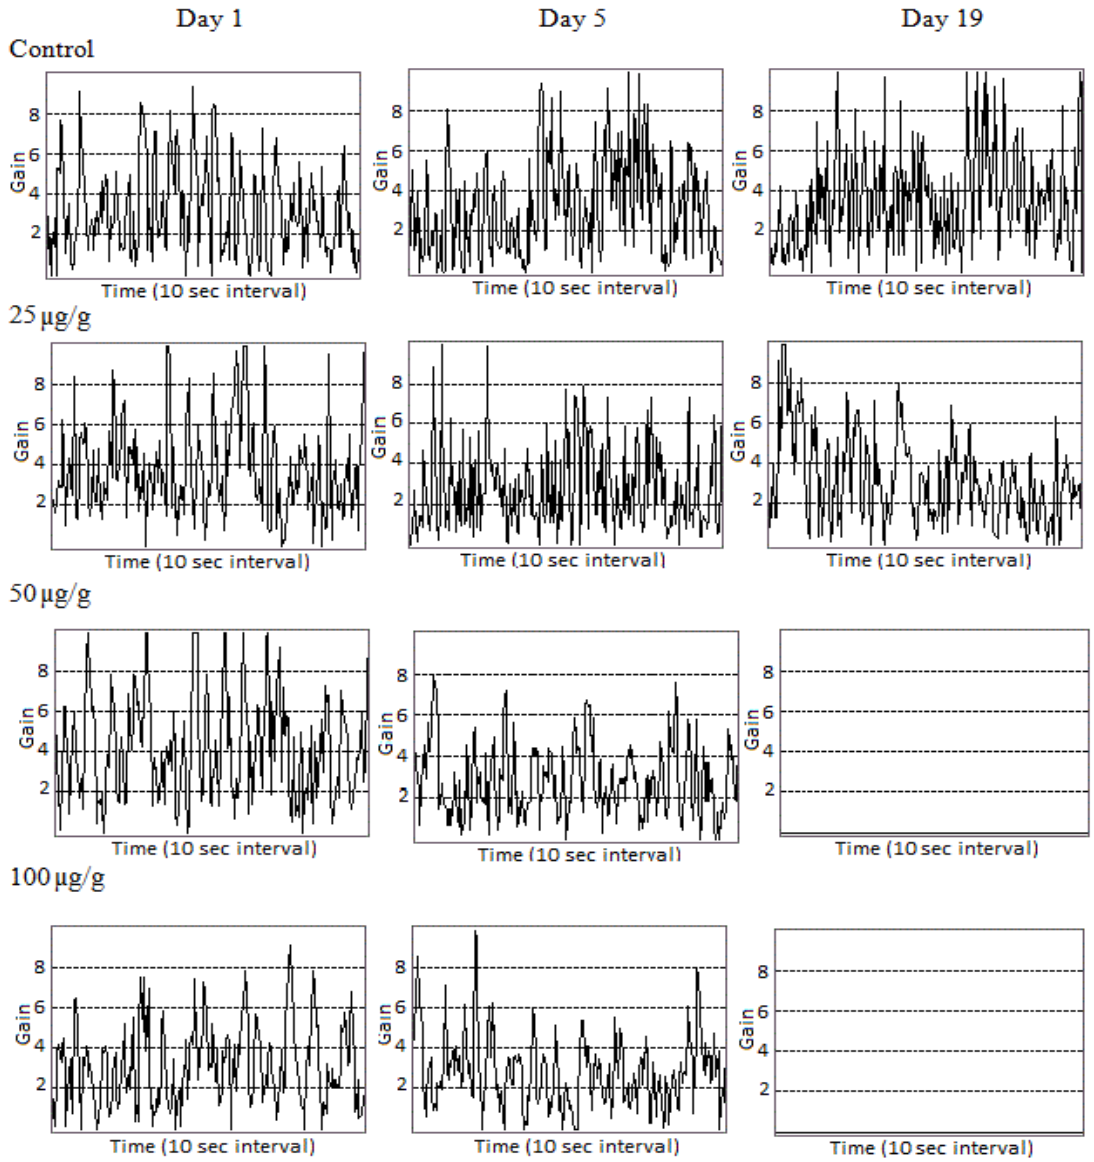 Day 1 Day 5 Day 19
Control
8 8 8
6 6 6
Gain Gain Gain
4 4 4
2 2 2
Time (10 sec interval) Time (10 sec interval) Time (10 sec interval)
25 µg/g
8 8 8
6 6 6
Gain Gain Gain
4 4 4
2 2 2
Time (10 sec interval) Time (10 sec interval) Time (10 sec interval)
50 µg/g
8 8 8
6 6 6
Gain Gain Gain
4 4 4
2 2 2
Time (10 sec interval) Time (10 sec interval) Time (10 sec interval)
100 µg/g
8 8 8
6 6 6
Gain Gain Gain
4 4 4
2 2 2
Time (10 sec interval) Time (10 sec interval) Time (10 sec interval)